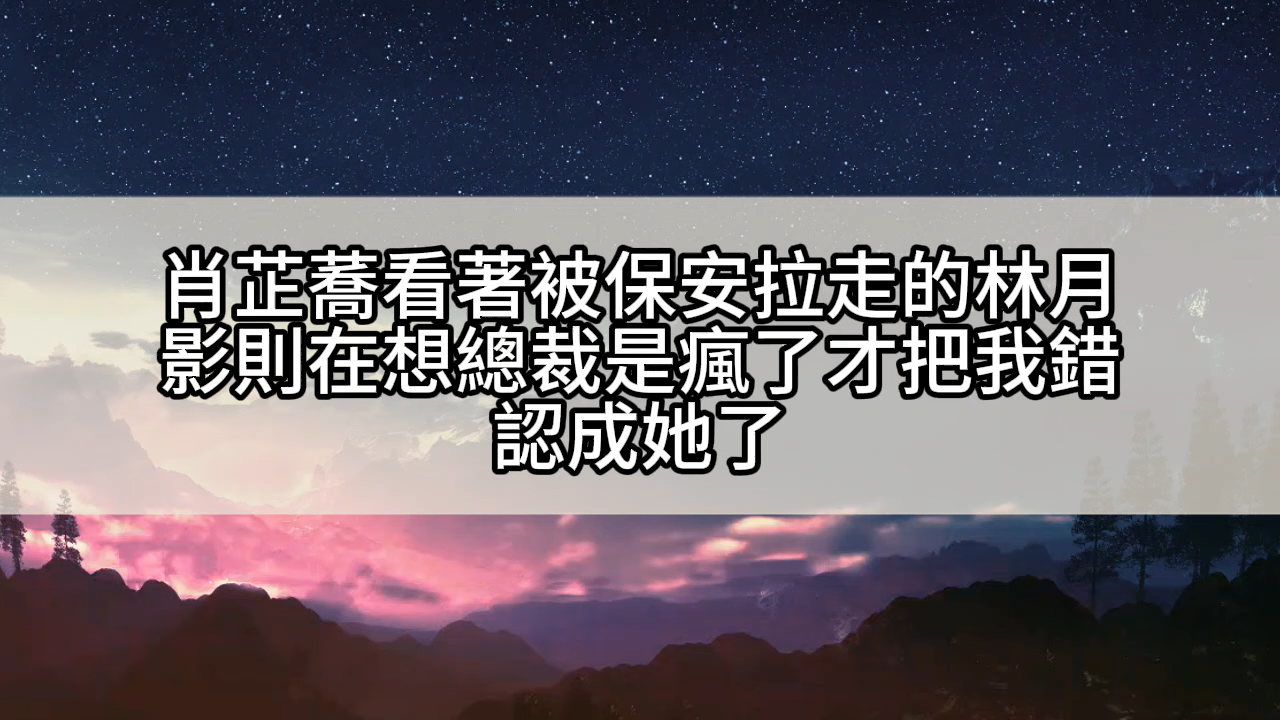 肖芷蕎看著被保安拉走的林月
影則在想總裁是瘋了才把我錯
認成她了